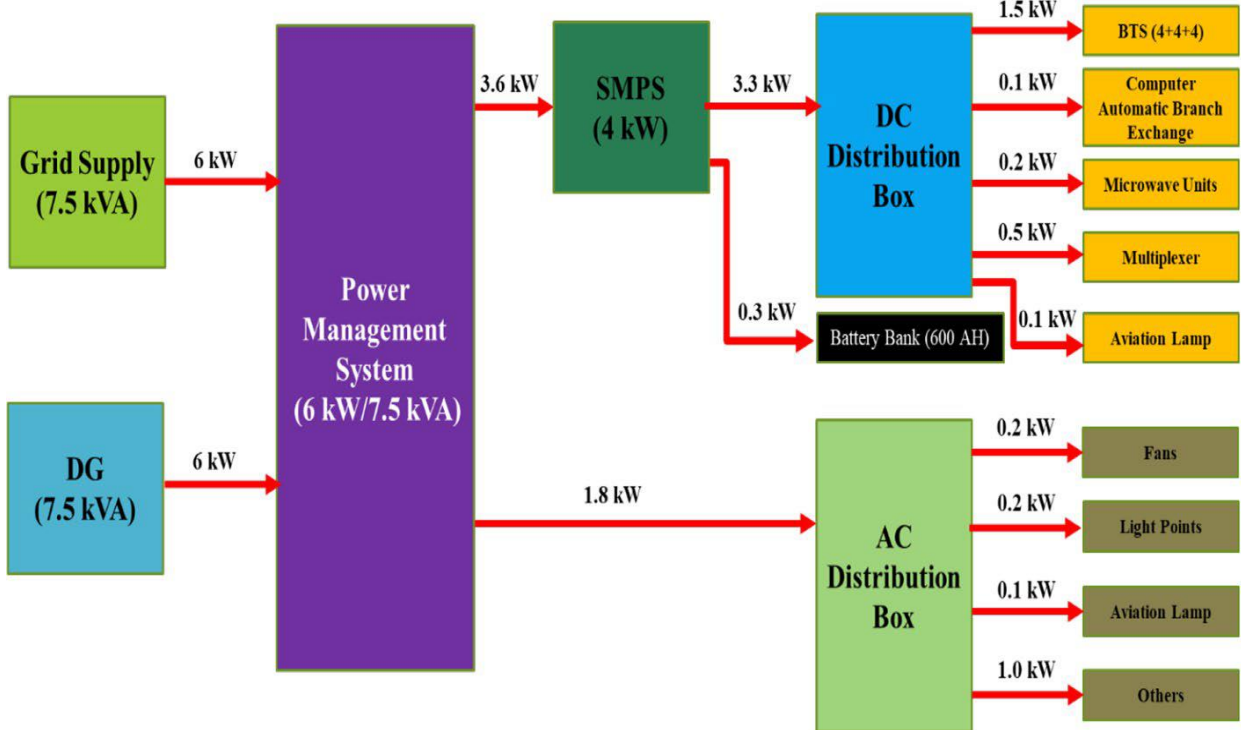 1.5 kW
BTS (4+4+4)
3.6 kW
SMPS
(4 kW)
3.3 kW
0.1 kW
Computer
Automatic Branch
Exchange
DC
Distribution
Box
Grid Supply
(7.5 kVA)
6 kW
0.2 kW
Microwave Units
0.5 kW
Multiplexer
Power
Management
System
(6 kW/7.5 kVA)
0.3 kW
Battery Bank (600 AH)
0.1 kW
Aviation Lamp
DG
(7.5 kVA)
6 kW
1.8 kW
AC
Distribution
Box
0.2 kW
Fans
0.2 kW
Light Points
0.1 kW
Aviation Lamp
1.0 kW
Others